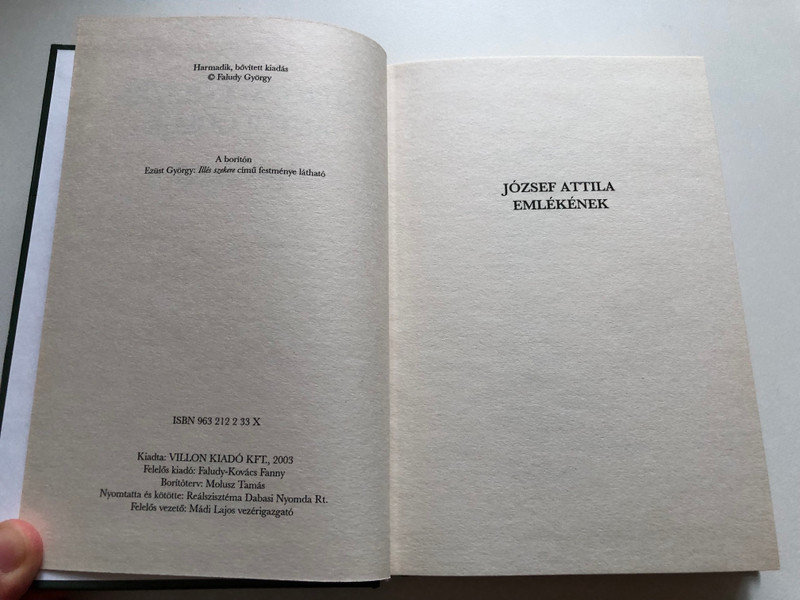 Harmadik, bővített kiadás
© Faludy György
A borítón
Ezüst György: Illés szekere című festménye látható
ISBN 963 212 2 33 X
Kiadta: VILLON KIADÓ KFT., 2003
Felelős kiadó: Faludy-Kovács Fanny
Borítóterv: Molusz Tamás
Nyomtatta és kötötte: Reálszisztéma Dabasi Nyomda Rt.
Felelős vezető: Mádi Lajos vezérigazgató
JÓZSEF ATTILA
EMLÉKÉNEK